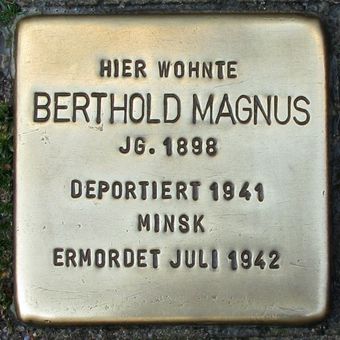 HIER WOHNTE
BERTHOLD MAGNUS
JG. 1898
DEPORTIERT 1941
MINSK
ERMORDET JULI 1942